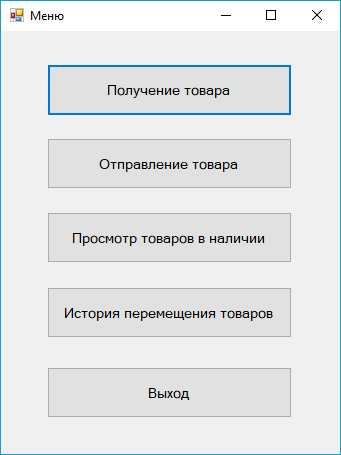 Меню
Получение товара
Отправление товара
Просмотр товаров в наличии
История перемещения товаров
Выход